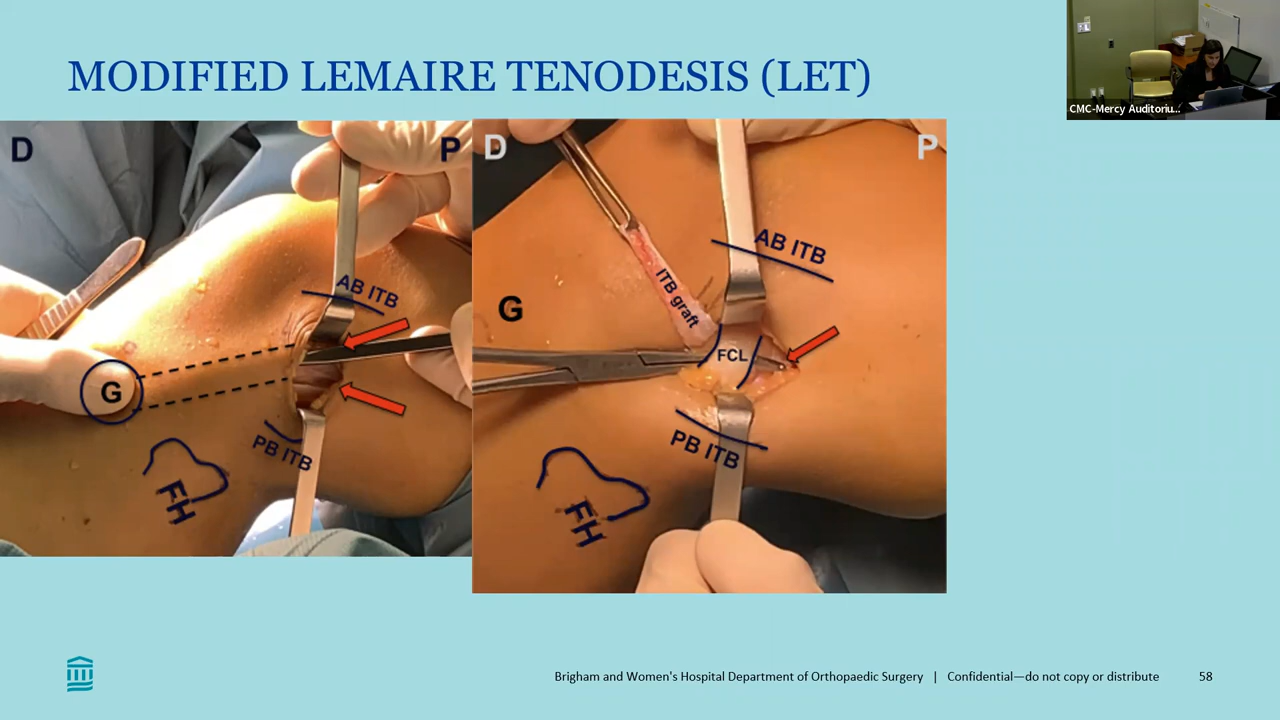 MODIFIED LEMAIRE TENODESIS (LET)
CMC-Mercy Auditoriu...
D
P
AB ITB
G
PB ITB
FH
D
P
AB ITB
ITB graft
G
FCL
PB ITB
FH
Brigham and Women's Hospital Department of Orthopaedic Surgery | Confidential—do not copy or distribute 58